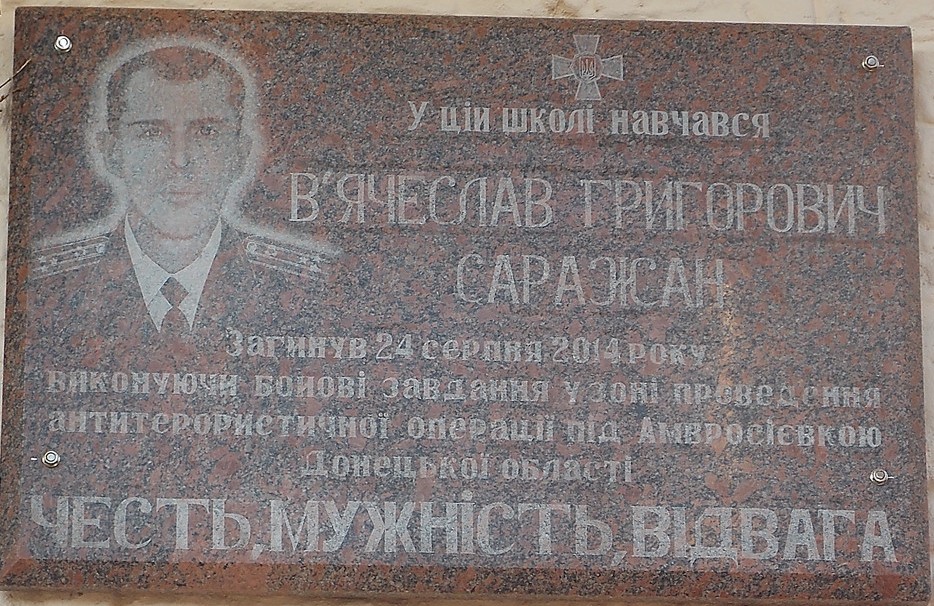 У цій школі навчався
В'ЯЧЕСЛАВ ГРИГОРОВИЧ
САРАЖАН
Загинув 24 серпня 2014 року
виконуючи бойові завдання у зоні проведення
антитерористичної операції під Амвросієвкою
Донецької області
ЧЕСТЬ, МУЖНІСТЬ, ВІДВАГА